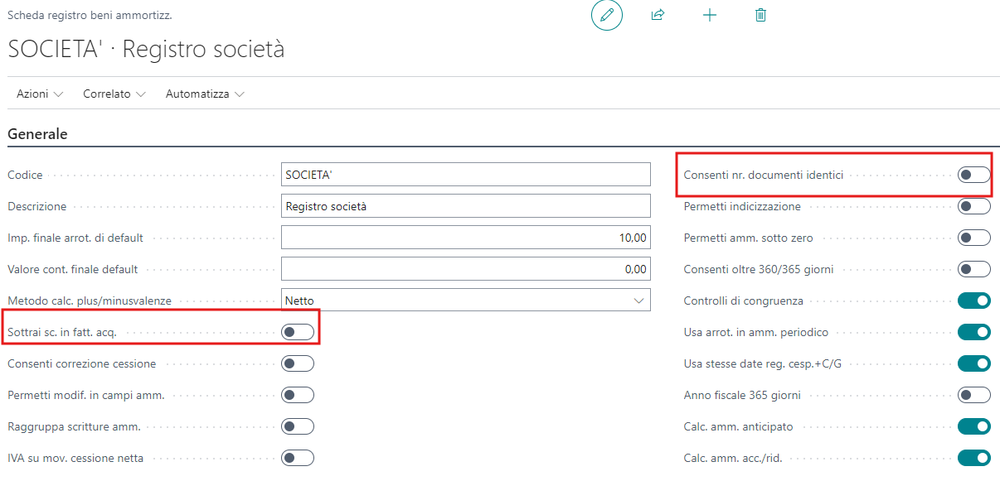 Scheda registro beni ammortizz.
SOCIETA' · Registro società
Azioni Correlato Automatizza
Generale
Codice SOCIETA'
Descrizione Registro società
Imp. finale arrot. di default 10,00
Valore cont. finale default 0,00
Metodo calc. plus/minusvalenze Netto
Sottrai sc. in fatt. acq.
Consenti correzione cessione
Permetti modif. in campi amm.
Raggruppa scritture amm.
IVA su mov. cessione netta
Consenti nr. documenti identici
Permetti indicizzazione
Permetti amm. sotto zero
Consenti oltre 360/365 giorni
Controlli di congruenza
Usa arrot. in amm. periodico
Usa stesse date reg. cesp.+C/G
Anno fiscale 365 giorni
Calc. amm. anticipato
Calc. amm. acc./rid.